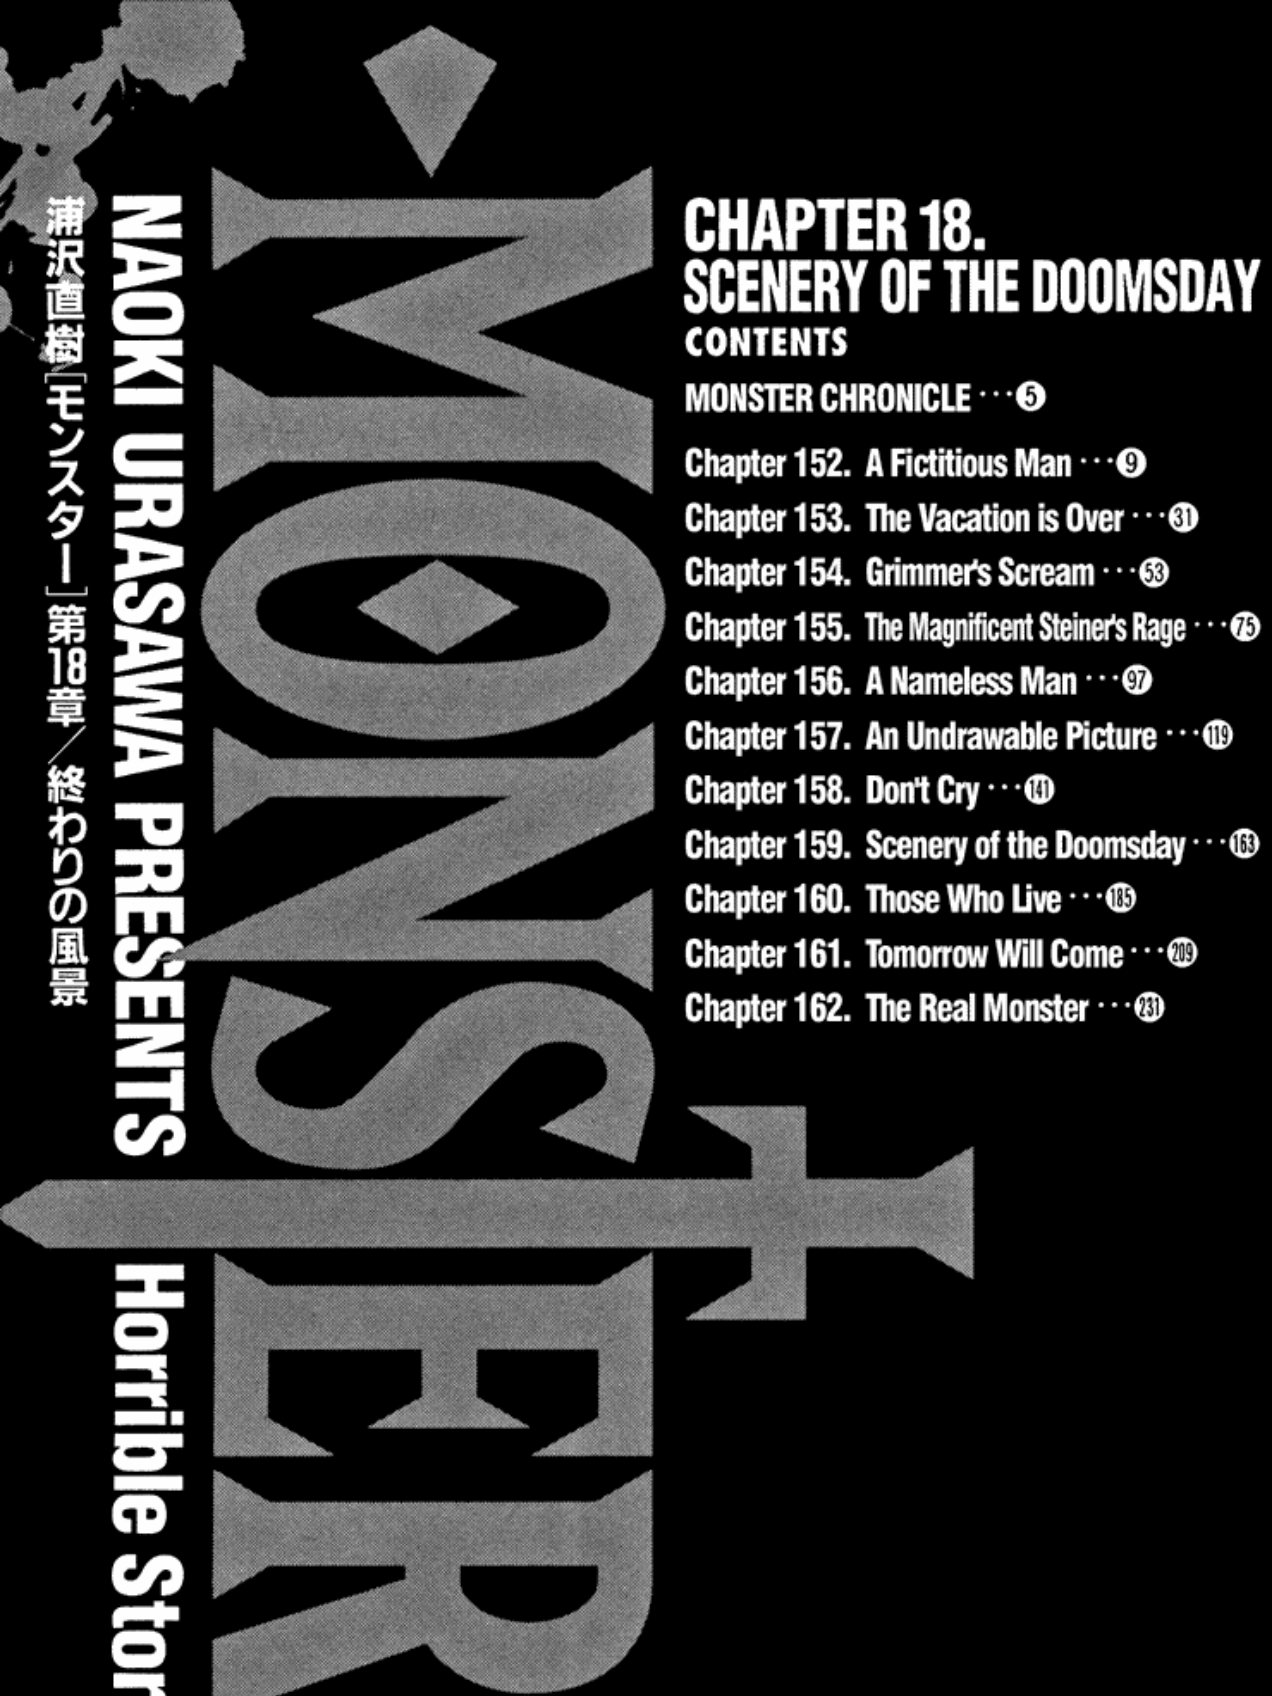 CHAPTER 18.
SCENERY OF THE DOOMSDAY
CONTENTS
MONSTER CHRONICLE … 5
Chapter 152. A Fictitious Man … 9
Chapter 153. The Vacation is Over … 31
Chapter 154. Grimmer's Scream … 53
Chapter 155. The Magnificent Steiner's Rage … 75
Chapter 156. A Nameless Man … 97
Chapter 157. An Undrawable Picture … 119
Chapter 158. Don't Cry … 141
Chapter 159. Scenery of the Doomsday … 163
Chapter 160. Those Who Live … 185
Chapter 161. Tomorrow Will Come … 209
Chapter 162. The Real Monster … 231
MONSTER
NAOKI URASAWA PRESENTS Horrible Stor
浦沢直樹[モンスター]第18章/終わりの風景